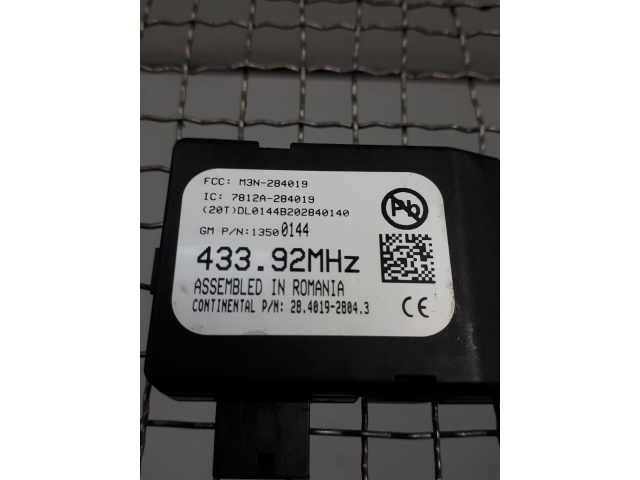 FCC: M3N-284019
IC: 7812A-284019
(20T)DL0144B202840140
GM P/N:13500144
433.92MHz
ASSEMBLED IN ROMANIA
CONTINENTAL P/N: 28.4019-2804.3
Pb
CE